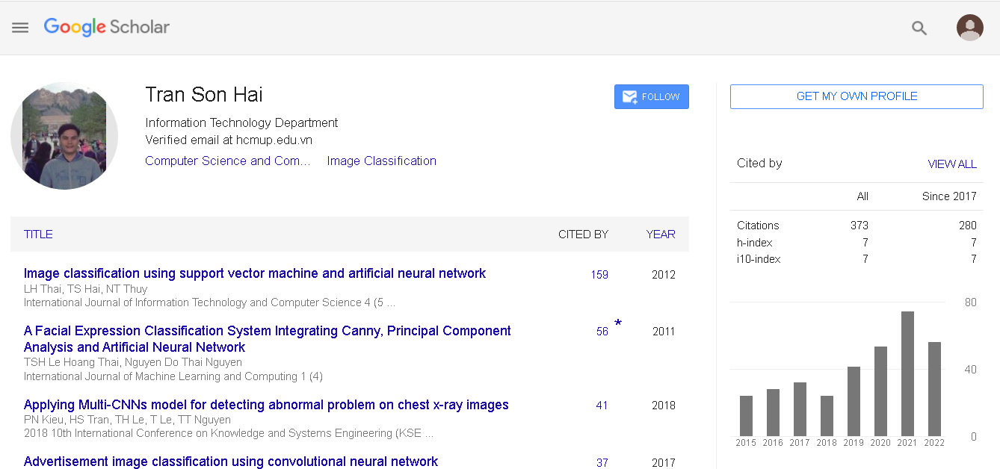 Google Scholar
Tran Son Hai
Information Technology Department
Verified email at hcmup.edu.vn
Computer Science and Com... Image Classification
FOLLOW
TITLE CITED BY YEAR
Image classification using support vector machine and artificial neural network 159 2012
LH Thai, TS Hai, NT Thuy
International Journal of Information Technology and Computer Science 4 (5 ...
A Facial Expression Classification System Integrating Canny, Principal Component 56 * 2011
Analysis and Artificial Neural Network
TSH Le Hoang Thai, Nguyen Do Thai Nguyen
International Journal of Machine Learning and Computing 1 (4)
Applying Multi-CNNs model for detecting abnormal problem on chest x-ray images 41 2018
PN Kieu, HS Tran, TH Le, T Le, TT Nguyen
2018 10th International Conference on Knowledge and Systems Engineering (KSE ...
Advertisement image classification using convolutional neural network 37 2017
GET MY OWN PROFILE
Cited by VIEW ALL
All Since 2017
Citations 373 280
h-index 7 7
i10-index 7 7
80
40
0
2015 2016 2017 2018 2019 2020 2021 2022